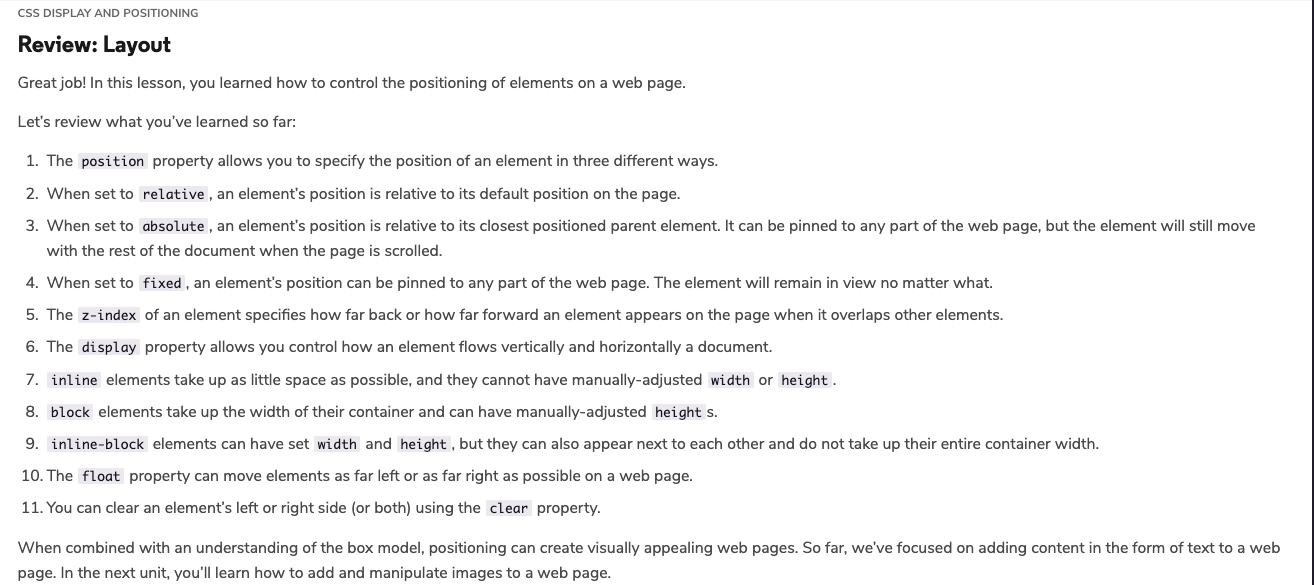 CSS DISPLAY AND POSITIONING
Review: Layout
Great job! In this lesson, you learned how to control the positioning of elements on a web page.
Let's review what you've learned so far:
1. The position property allows you to specify the position of an element in three different ways.
2. When set to relative, an element's position is relative to its default position on the page.
3. When set to absolute, an element's position is relative to its closest positioned parent element. It can be pinned to any part of the web page, but the element will still move
with the rest of the document when the page is scrolled.
4. When set to fixed, an element's position can be pinned to any part of the web page. The element will remain in view no matter what.
5. The z-index of an element specifies how far back or how far forward an element appears on the page when it overlaps other elements.
6. The display property allows you control how an element flows vertically and horizontally a document.
7. inline elements take up as little space as possible, and they cannot have manually-adjusted width or height.
8. block elements take up the width of their container and can have manually-adjusted heights.
9. inline-block elements can have set width and height, but they can also appear next to each other and do not take up their entire container width.
10. The float property can move elements as far left or as far right as possible on a web page.
11. You can clear an element's left or right side (or both) using the clear property.
When combined with an understanding of the box model, positioning can create visually appealing web pages. So far, we've focused on adding content in the form of text to a web
page. In the next unit, you'll learn how to add and manipulate images to a web page.